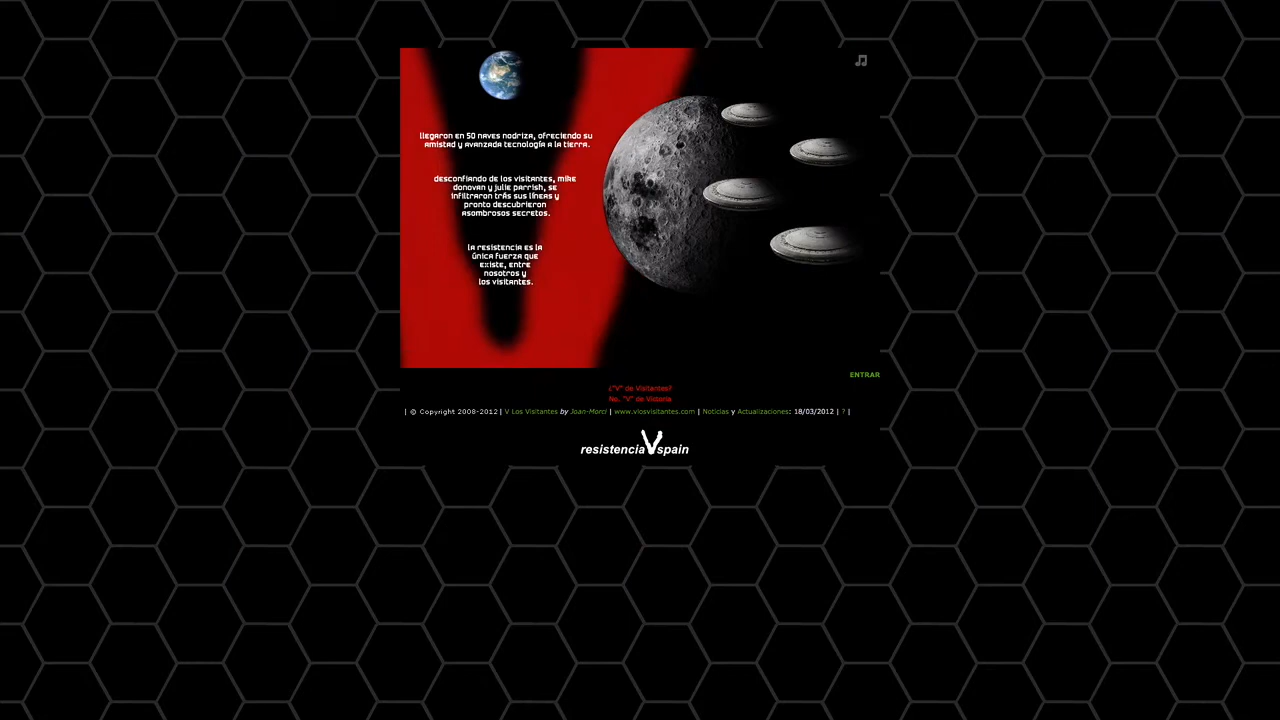 llegaron en 50 naves nodriza, ofreciendo su
amistad y avanzada tecnología a la tierra.
desconfiando de los visitantes, mike
donovan y julie parrish, se
infiltraron trás sus líneas y
pronto descubrieron
asombrosos secretos.
la resistencia es la
única fuerza que
existe, entre
nosotros y
los visitantes.
ENTRAR
¿"V" de Visitantes?
No, "V" de Victoria
| © Copyright 2008-2012 | V Los Visitantes by Joan-Morci | www.vlosvisitantes.com | Noticias y Actualizaciones: 18/03/2012 | ? |
resistencia V spain